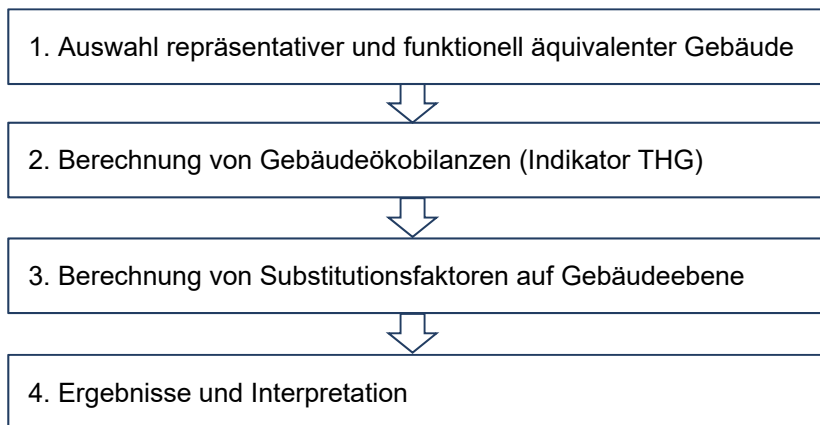 1. Auswahl repräsentativer und funktionell äquivalenter Gebäude
2. Berechnung von Gebäudeökobilanzen (Indikator THG)
3. Berechnung von Substitutionsfaktoren auf Gebäudeebene
4. Ergebnisse und Interpretation